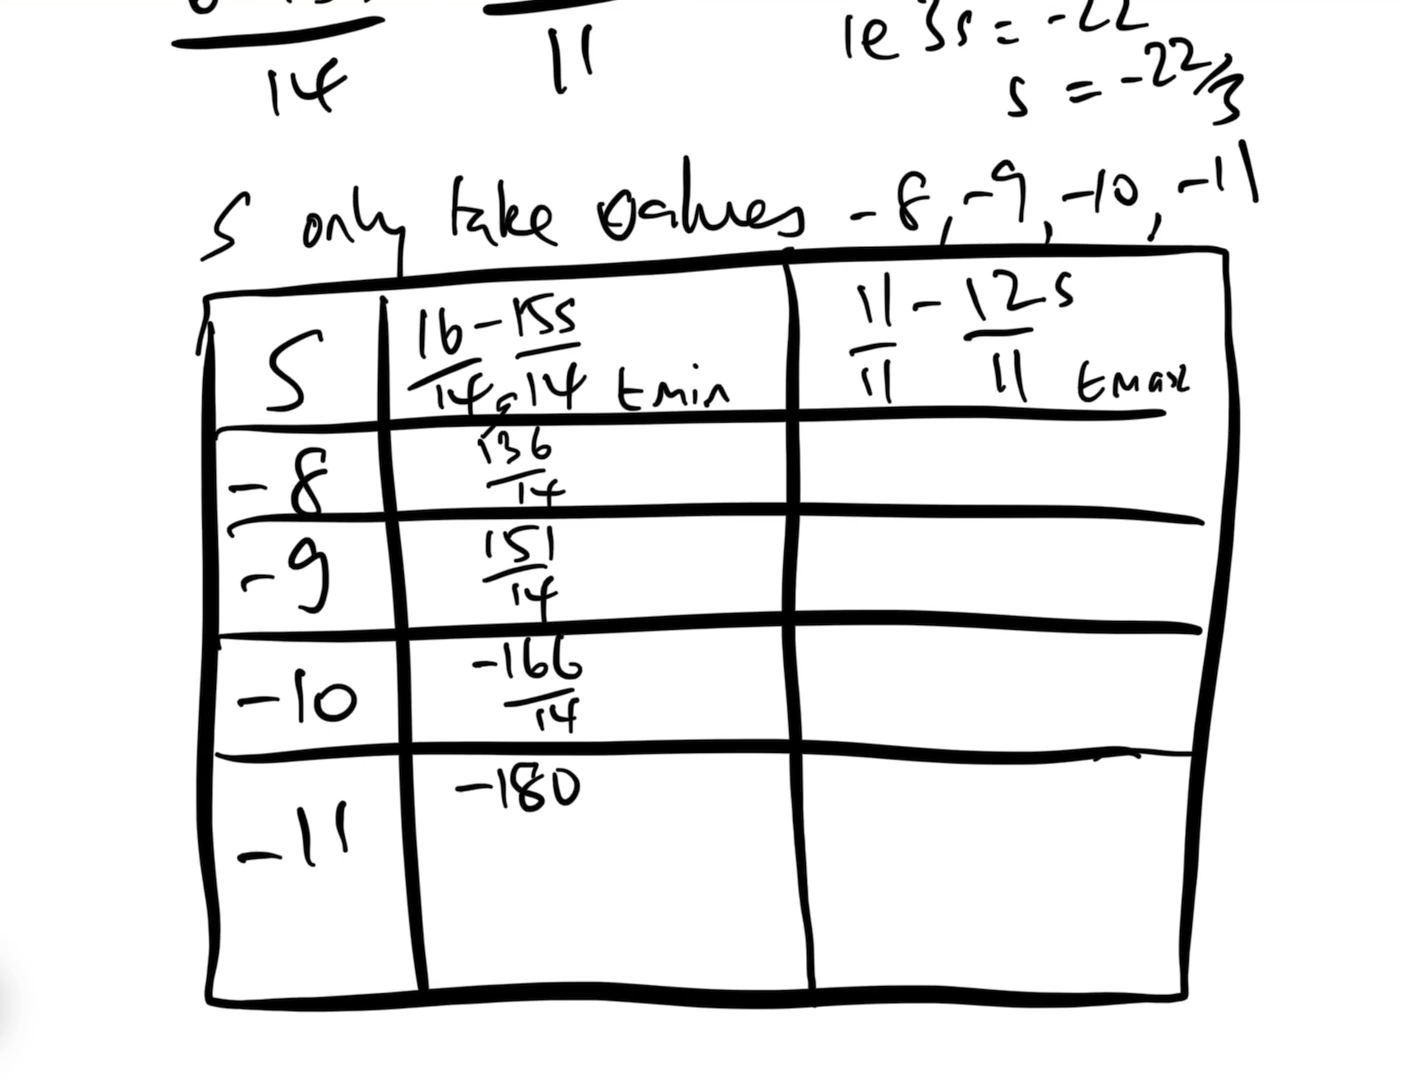 14 11 ie 3s = -22
s = -22/3
s only take values -8, -9, -10, -11
S 16/14 - 15s/14 tmin 11/11 - 12s/11 tmax
-8 136/14
-9 151/14
-10 -166/14
-11 -180